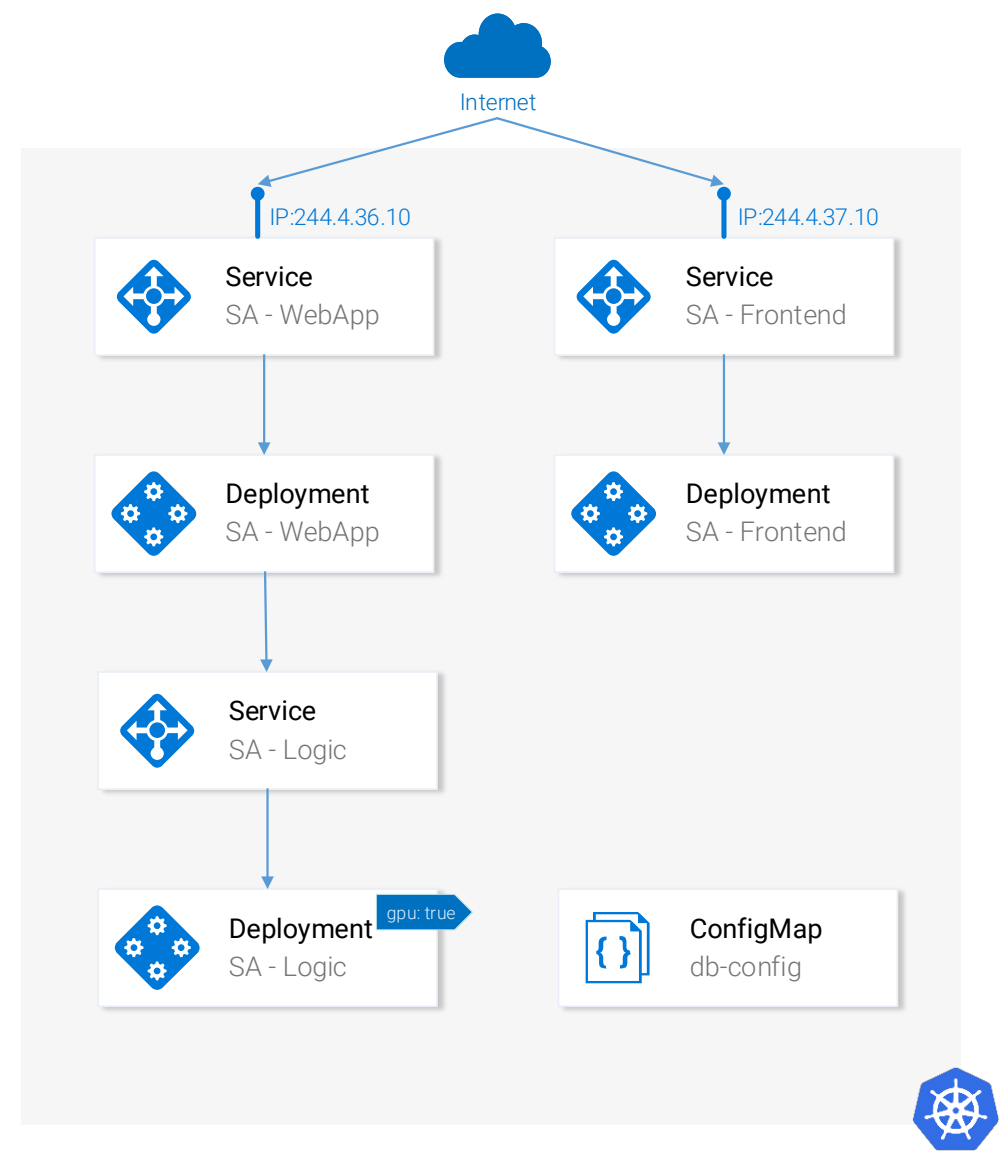 Internet
IP:244.4.36.10
IP:244.4.37.10
Service
SA - WebApp
Service
SA - Frontend
Deployment
SA - WebApp
Deployment
SA - Frontend
Service
SA - Logic
Deployment
SA - Logic
gpu: true
ConfigMap
db-config
{ }